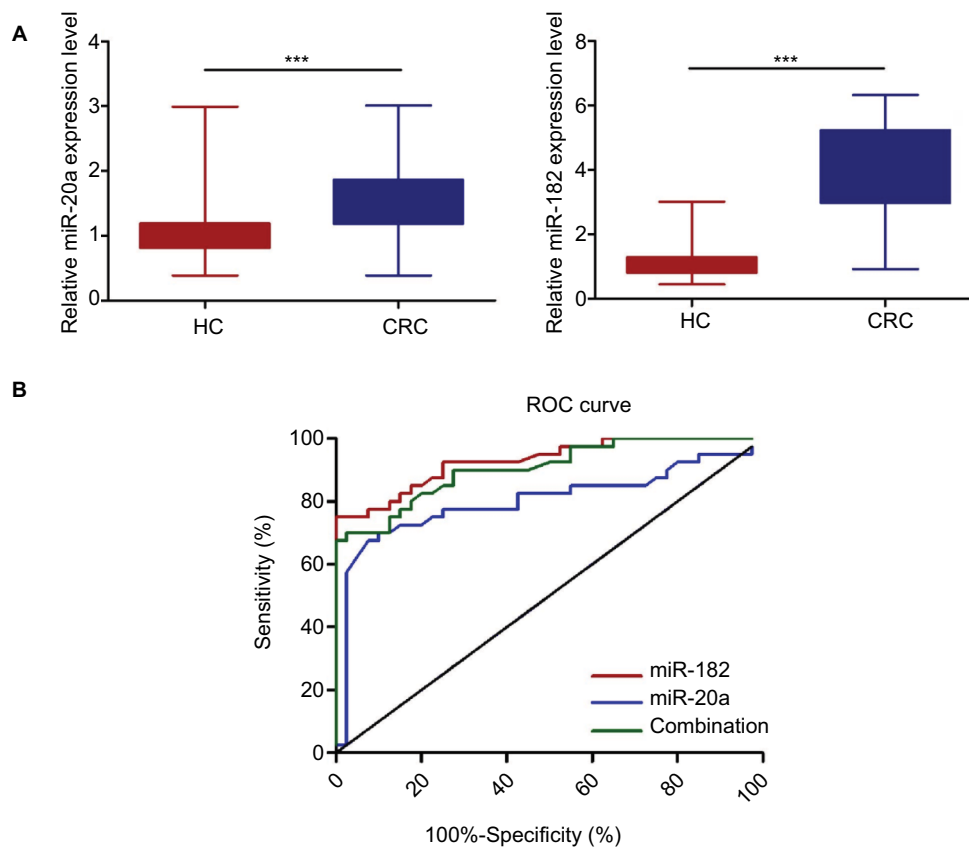 A
Relative miR-20a expression level
4
3
2
1
0
***
HC
CRC
Relative miR-182 expression level
8
6
4
2
0
***
HC
CRC
B
ROC curve
Sensitivity (%)
100
80
60
40
20
0
miR-182
miR-20a
Combination
0
20
40
60
80
100
100%-Specificity (%)